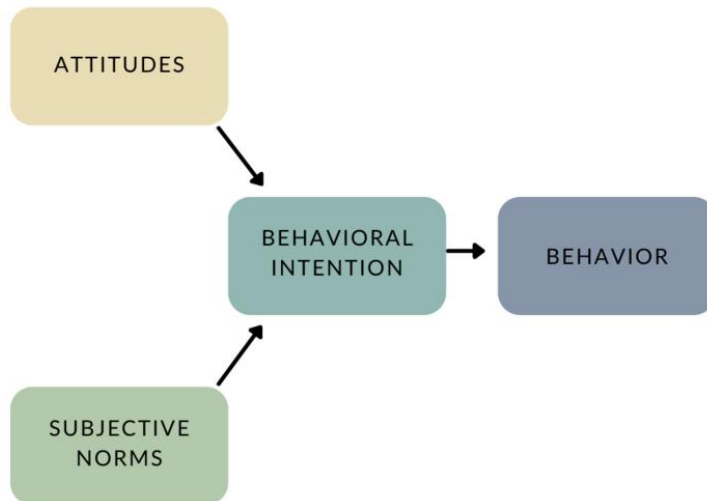 ATTITUDES
BEHAVIORAL
INTENTION
BEHAVIOR
SUBJECTIVE
NORMS